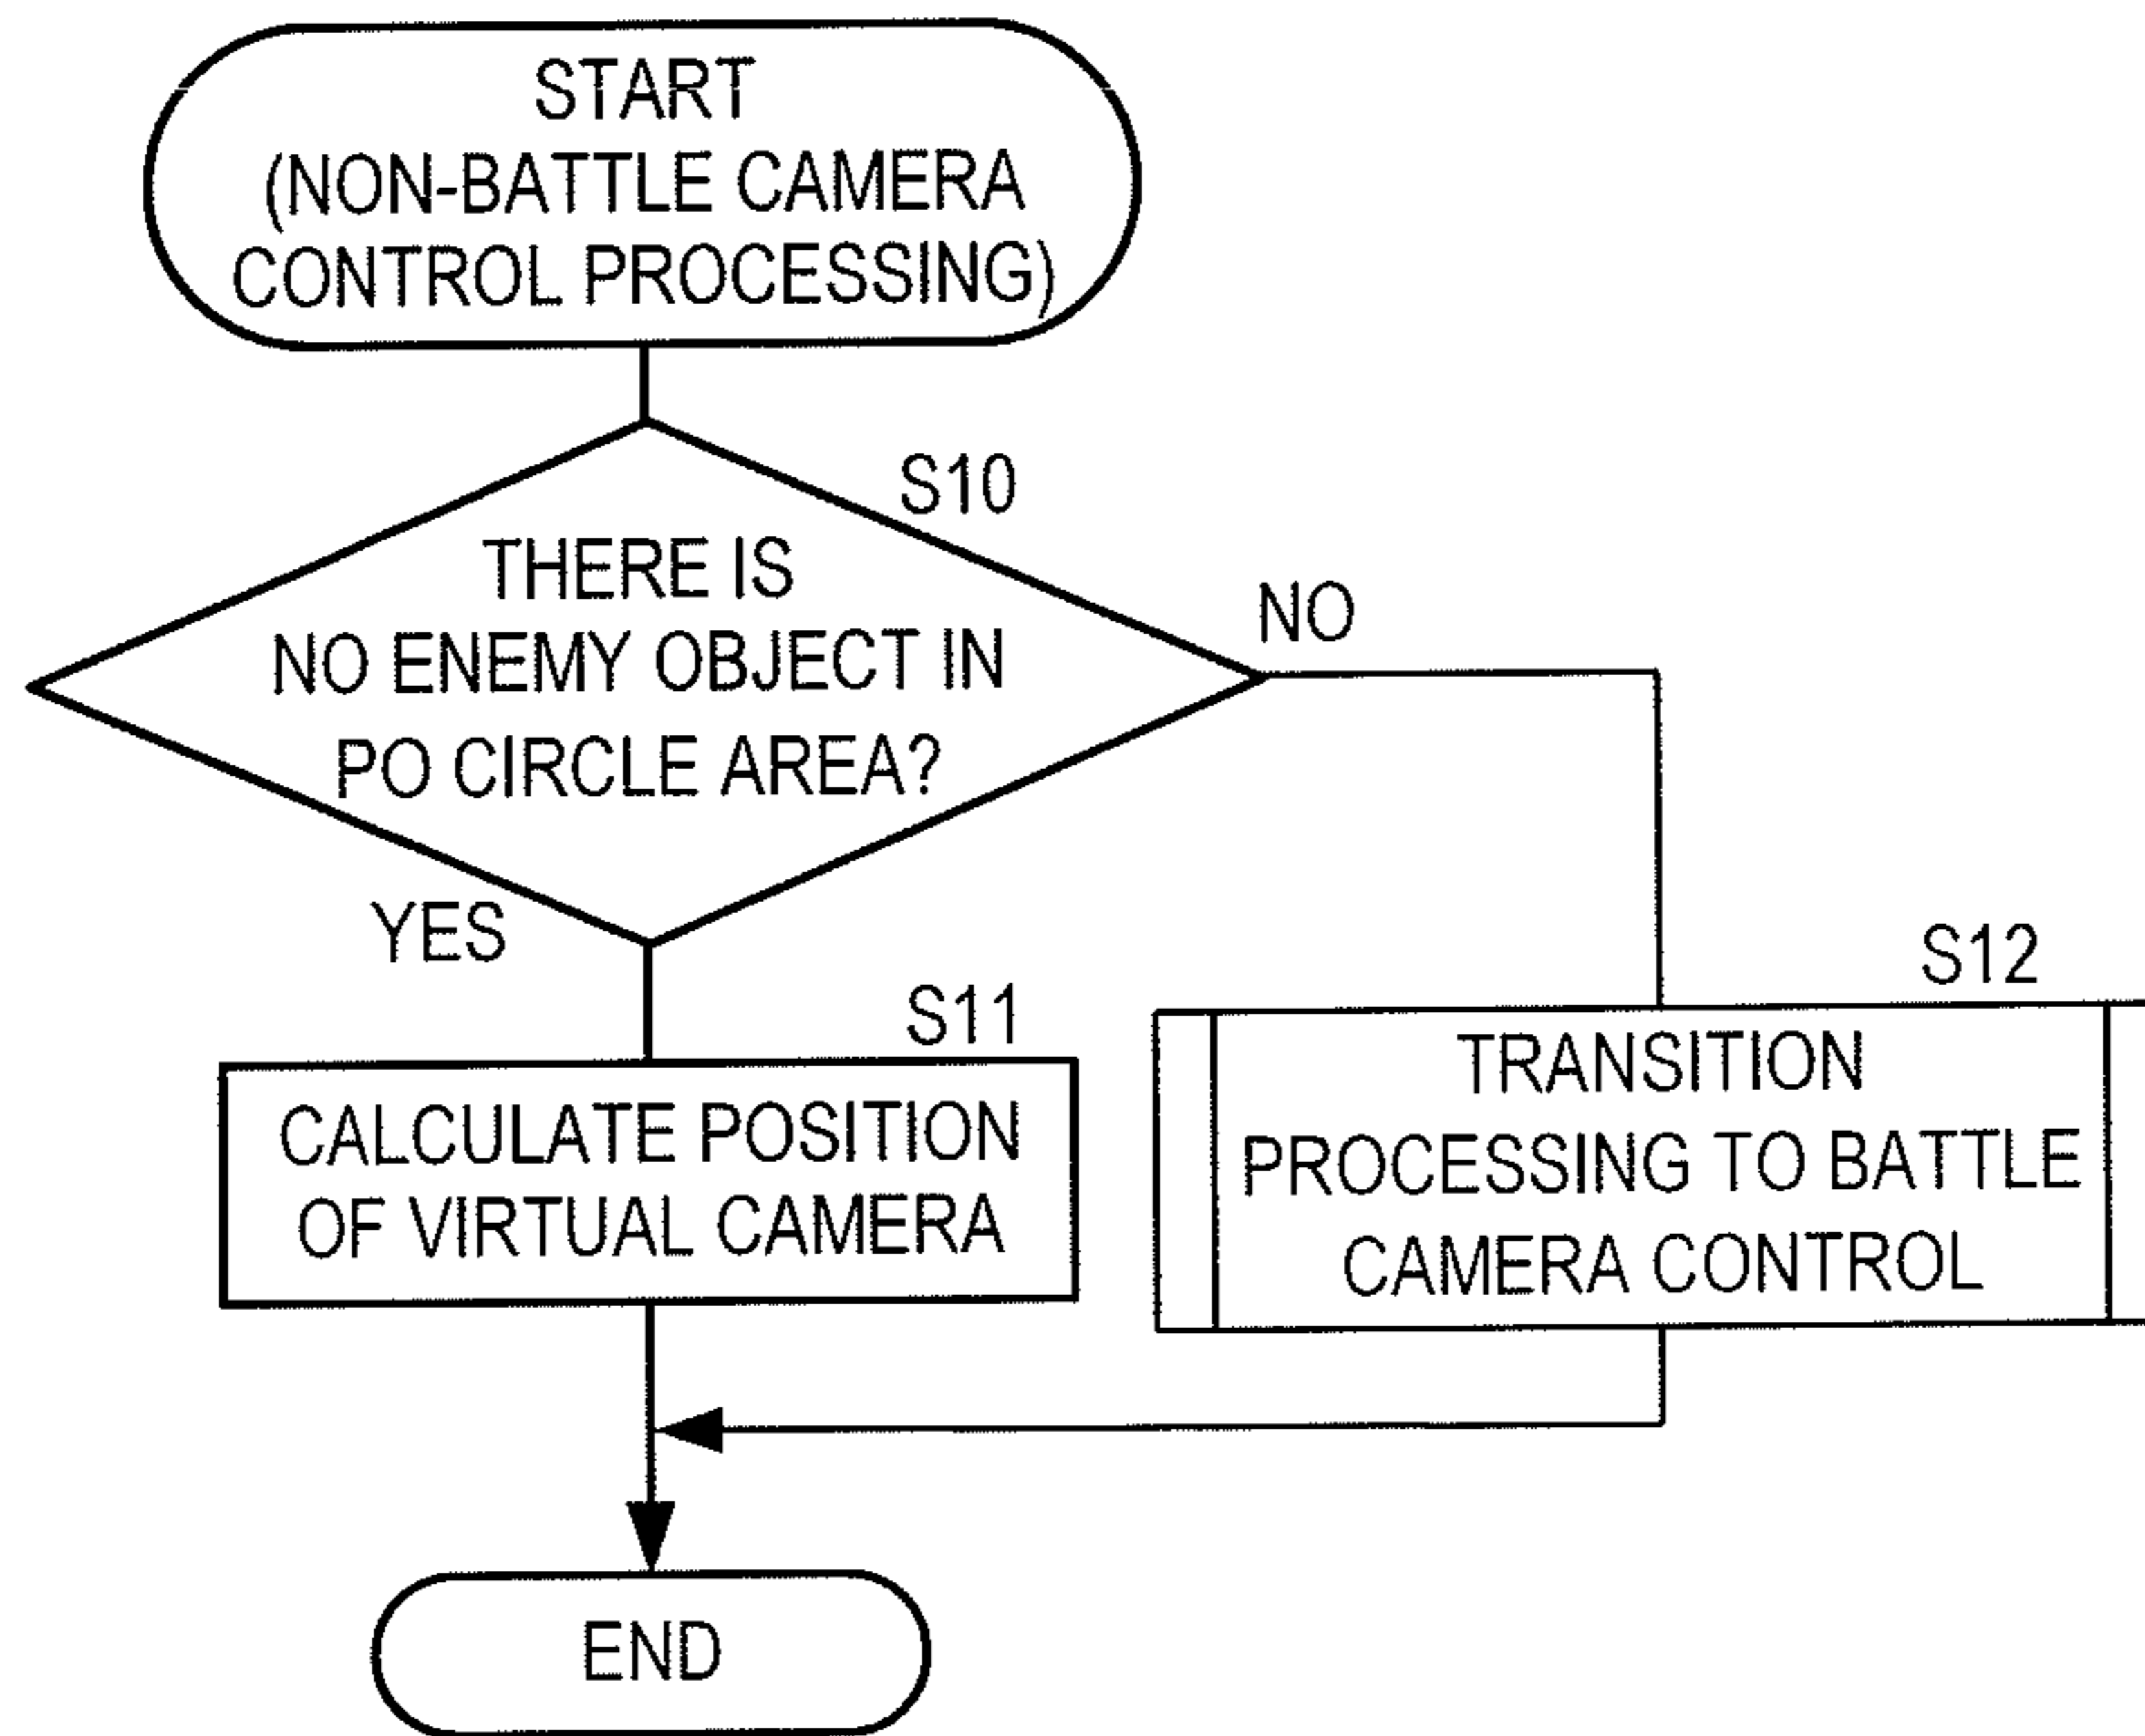 START
(NON-BATTLE CAMERA
CONTROL PROCESSING)
S10
THERE IS
NO ENEMY OBJECT IN
PO CIRCLE AREA?
NO
YES
S11
CALCULATE POSITION
OF VIRTUAL CAMERA
S12
TRANSITION
PROCESSING TO BATTLE
CAMERA CONTROL
END